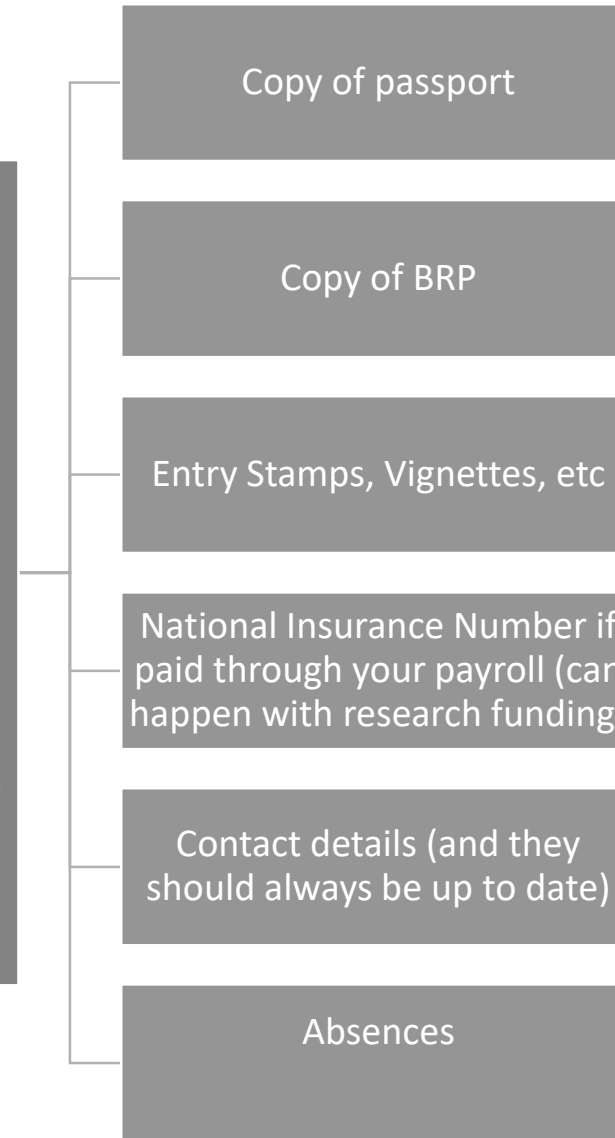 Copy of passport
Copy of BRP
Entry Stamps, Vignettes, etc
National Insurance Number if
paid through your payroll (can
happen with research funding
Contact details (and they
should always be up to date)
Absences